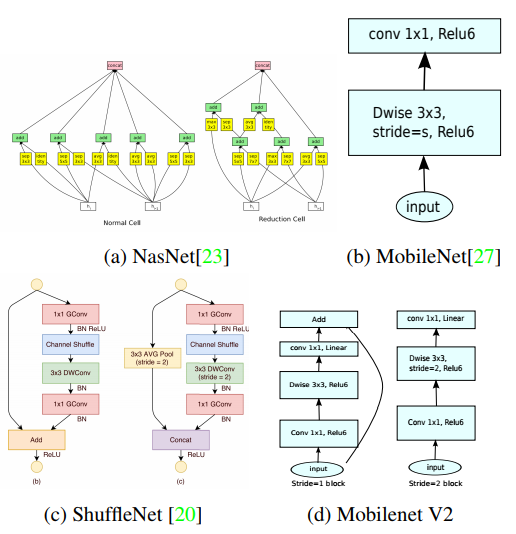 concat
add
add
add
add
add
sep
3x3
iden
tity
sep
5x5
sep
3x3
avg
3x3
iden
tity
avg
3x3
avg
3x3
sep
5x5
sep
3x3
Normal Cell
concat
add
add
max
3x3
sep
3x3
avg
3x3
iden
tity
add
add
add
sep
5x5
sep
7x7
max
3x3
sep
7x7
avg
3x3
sep
5x5
Reduction Cell
(a) NasNet[23]
conv 1x1, Relu6
Dwise 3x3,
stride=s, Relu6
input
(b) MobileNet[27]
1x1 GConv
BN ReLU
Channel Shuffle
3x3 DWConv
BN
1x1 GConv
BN
Add
ReLU
(b)
1x1 GConv
BN ReLU
Channel Shuffle
3x3 AVG Pool
(stride = 2)
3x3 DWConv
(stride = 2)
BN
1x1 GConv
BN
Concat
ReLU
(c)
(c) ShuffleNet [20]
Add
conv 1x1, Linear
Dwise 3x3, Relu6
Conv 1x1, Relu6
input
Stride=1 block
conv 1x1, Linear
Dwise 3x3,
stride=2, Relu6
Conv 1x1, Relu6
input
Stride=2 block
(d) Mobilenet V2